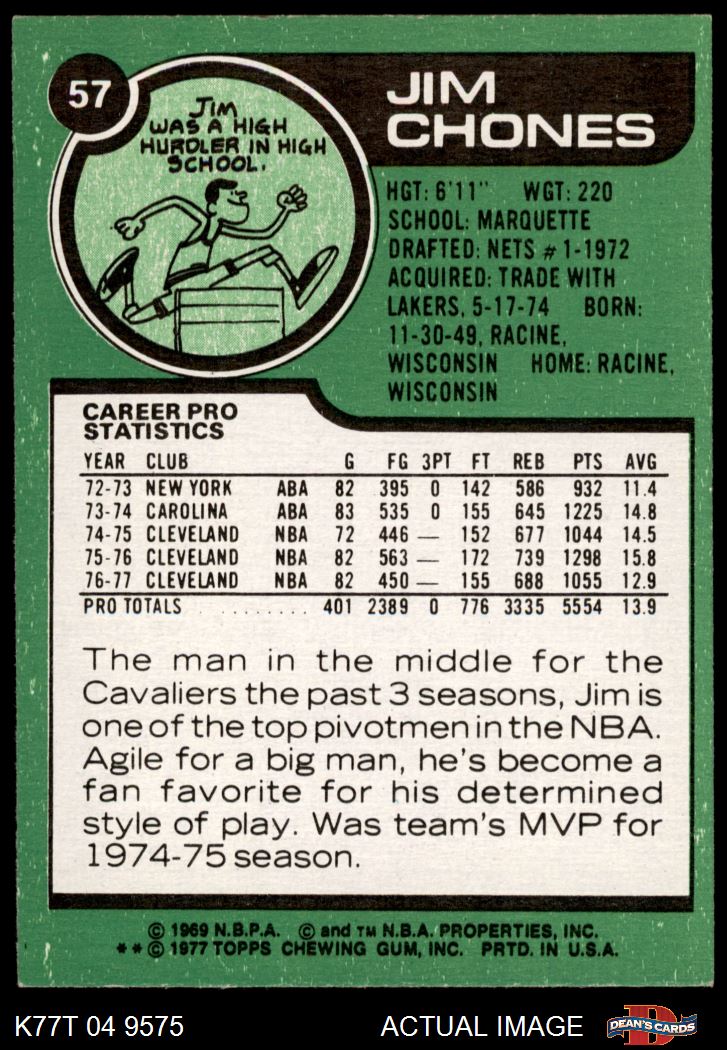 57
JIM
WAS A HIGH
HURDLER IN HIGH
SCHOOL.
JIM
CHONES
HGT: 6'11" WGT: 220
SCHOOL: MARQUETTE
DRAFTED: NETS #1-1972
ACQUIRED: TRADE WITH
LAKERS, 5-17-74 BORN:
11-30-49, RACINE,
WISCONSIN HOME: RACINE,
WISCONSIN
CAREER PRO
STATISTICS
YEAR CLUB G FG 3PT FT REB PTS AVG
72-73 NEW YORK ABA 82 395 0 142 586 932 11.4
73-74 CAROLINA ABA 83 535 0 155 645 1225 14.8
74-75 CLEVELAND NBA 72 446 — 152 677 1044 14.5
75-76 CLEVELAND NBA 82 563 — 172 739 1298 15.8
76-77 CLEVELAND NBA 82 450 — 155 688 1055 12.9
PRO TOTALS . . . . . . . . . . 401 2389 0 776 3335 5554 13.9
The man in the middle for the
Cavaliers the past 3 seasons, Jim is
one of the top pivotmen in the NBA.
Agile for a big man, he's become a
fan favorite for his determined
style of play. Was team's MVP for
1974-75 season.
© 1969 N.B.P.A. © and TM N.B.A. PROPERTIES, INC.
**© 1977 TOPPS CHEWING GUM, INC. PRTD. IN U.S.A.
K77T 04 9575 ACTUAL IMAGE D DEAN'S CARDS